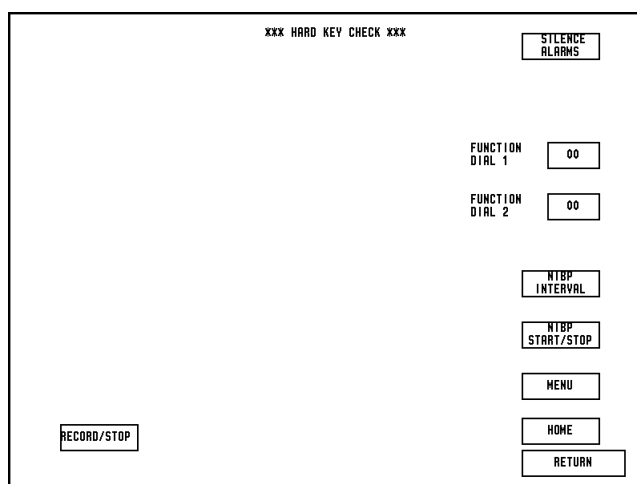 *** HARD KEY CHECK ***
SILENCE
ALARMS
FUNCTION
DIAL 1
00
FUNCTION
DIAL 2
00
NIBP
INTERVAL
NIBP
START/STOP
MENU
RECORD/STOP
HOME
RETURN